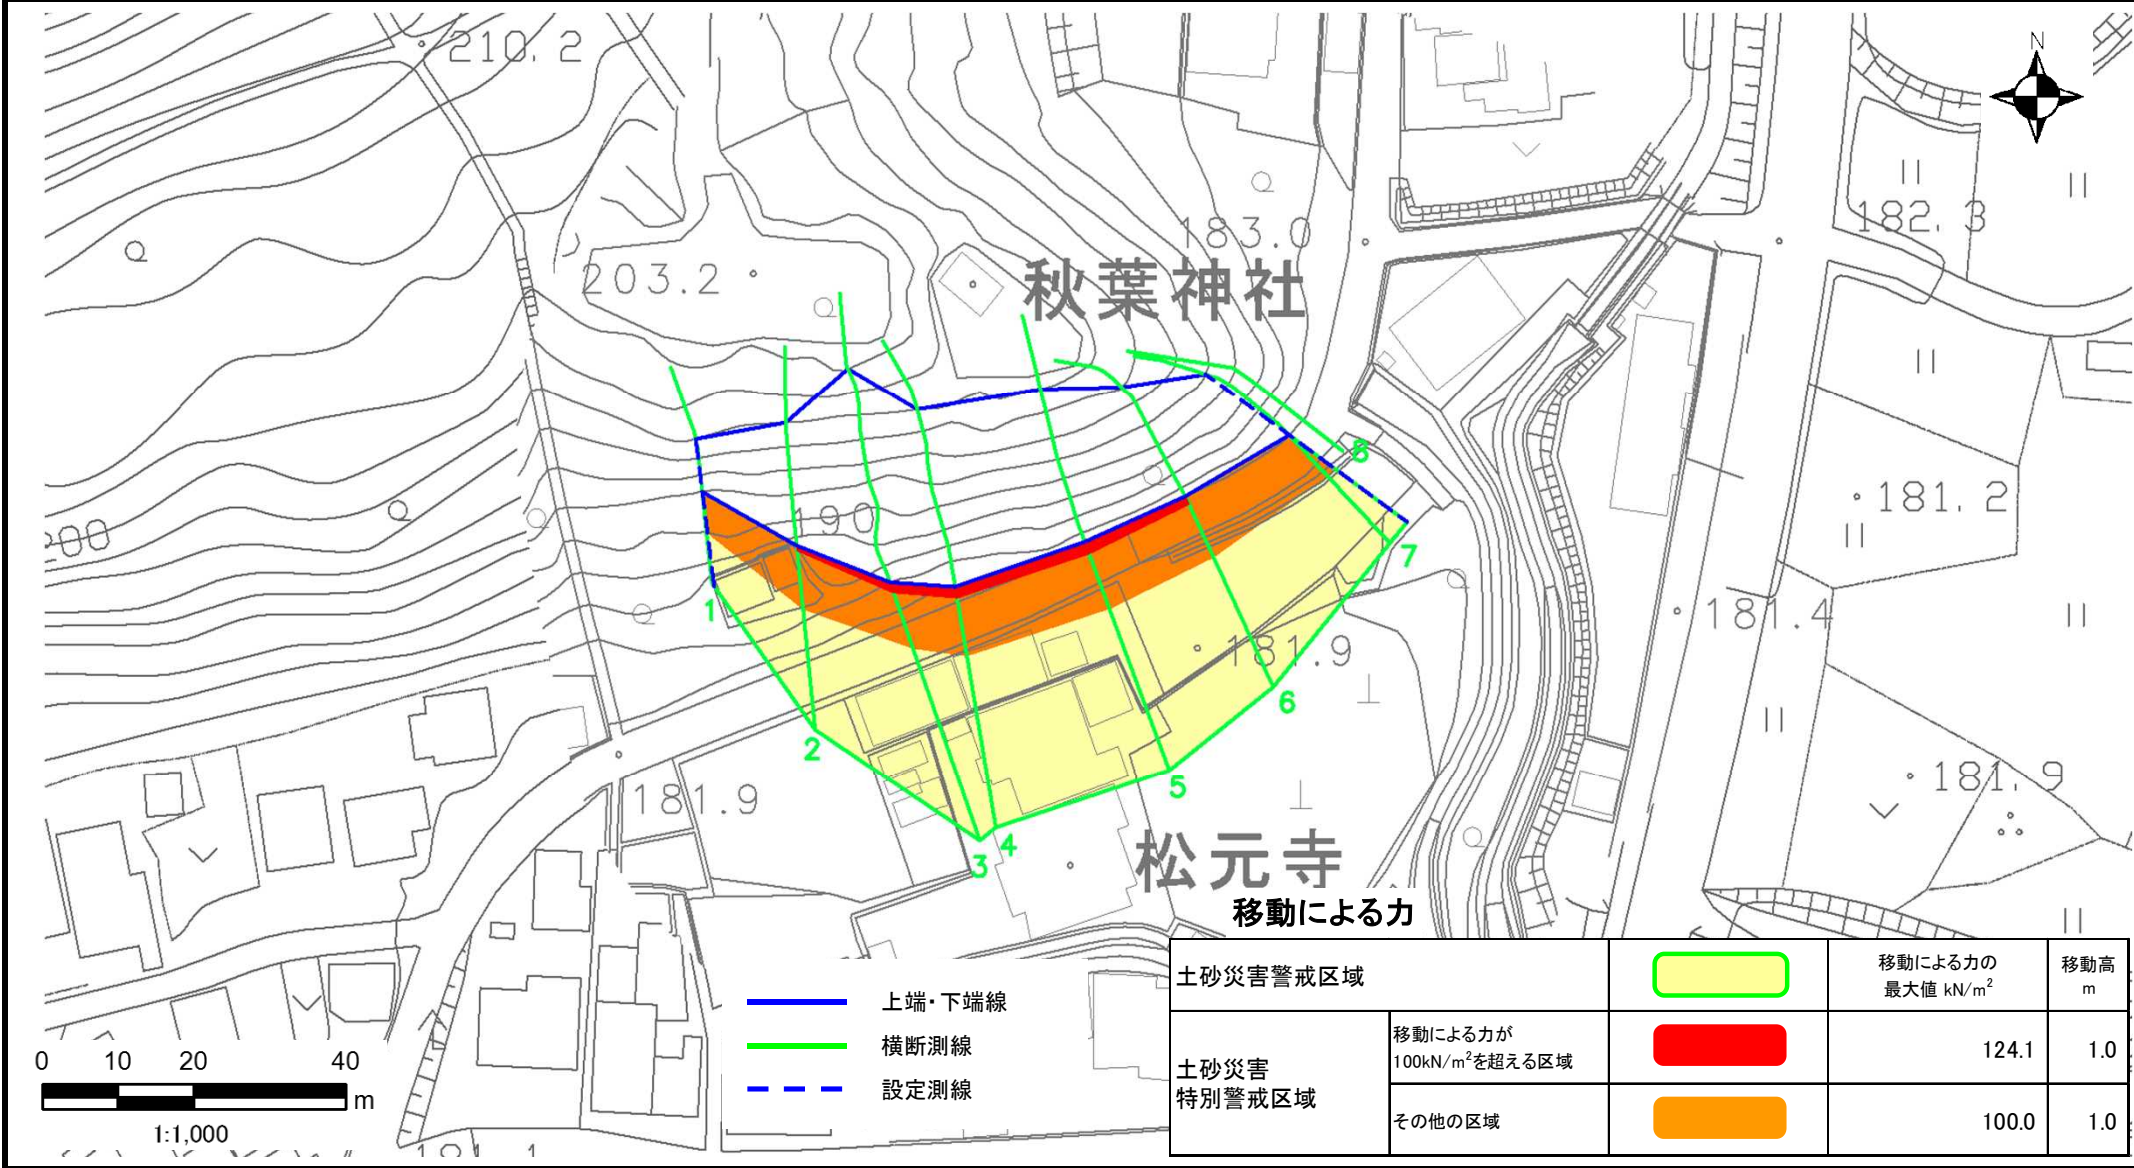 210.2
N
183.0
182.3
203.2
秋葉神社
8
190
181.2
7
1
181.4
181.9
6
2
5
181.9
181.9
4
3
松元寺
移動による力
上端・下端線
横断測線
設定測線
0 10 20 40
m
1:1,000
土砂災害警戒区域
移動による力の
最大値 kN/m²
移動高
m
土砂災害
特別警戒区域
移動による力が
100kN/m²を超える区域
124.1 1.0
その他の区域
100.0 1.0